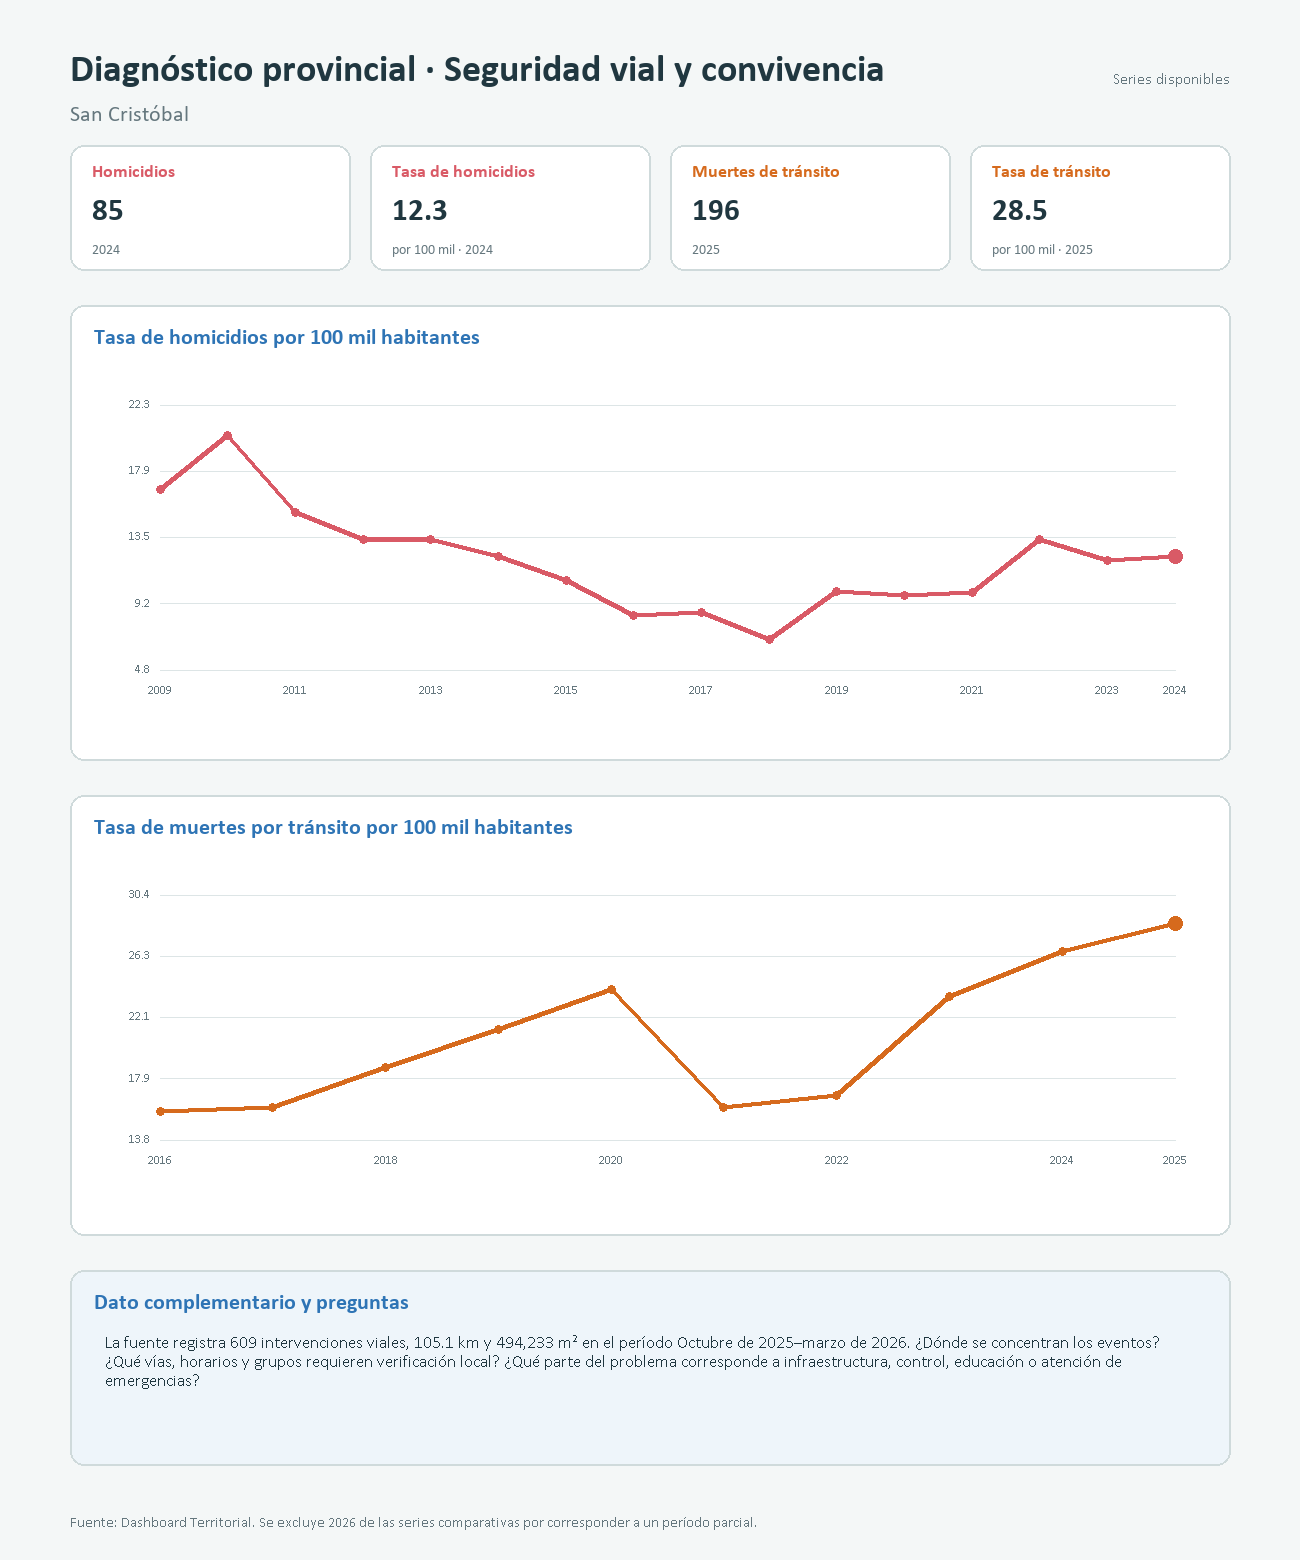 Diagnóstico provincial · Seguridad vial y convivencia
Series disponibles
San Cristóbal
Homicidios
85
2024
Tasa de homicidios
12.3
por 100 mil · 2024
Muertes de tránsito
196
2025
Tasa de tránsito
28.5
por 100 mil · 2025
Tasa de homicidios por 100 mil habitantes
22.3
17.9
13.5
9.2
4.8
2009 2011 2013 2015 2017 2019 2021 2023 2024
Tasa de muertes por tránsito por 100 mil habitantes
30.4
26.3
22.1
17.9
13.8
2016 2018 2020 2022 2024 2025
Dato complementario y preguntas
La fuente registra 609 intervenciones viales, 105.1 km y 494,233 m² en el período Octubre de 2025–marzo de 2026. ¿Dónde se concentran los eventos?
¿Qué vías, horarios y grupos requieren verificación local? ¿Qué parte del problema corresponde a infraestructura, control, educación o atención de
emergencias?
Fuente: Dashboard Territorial. Se excluye 2026 de las series comparativas por corresponder a un período parcial.